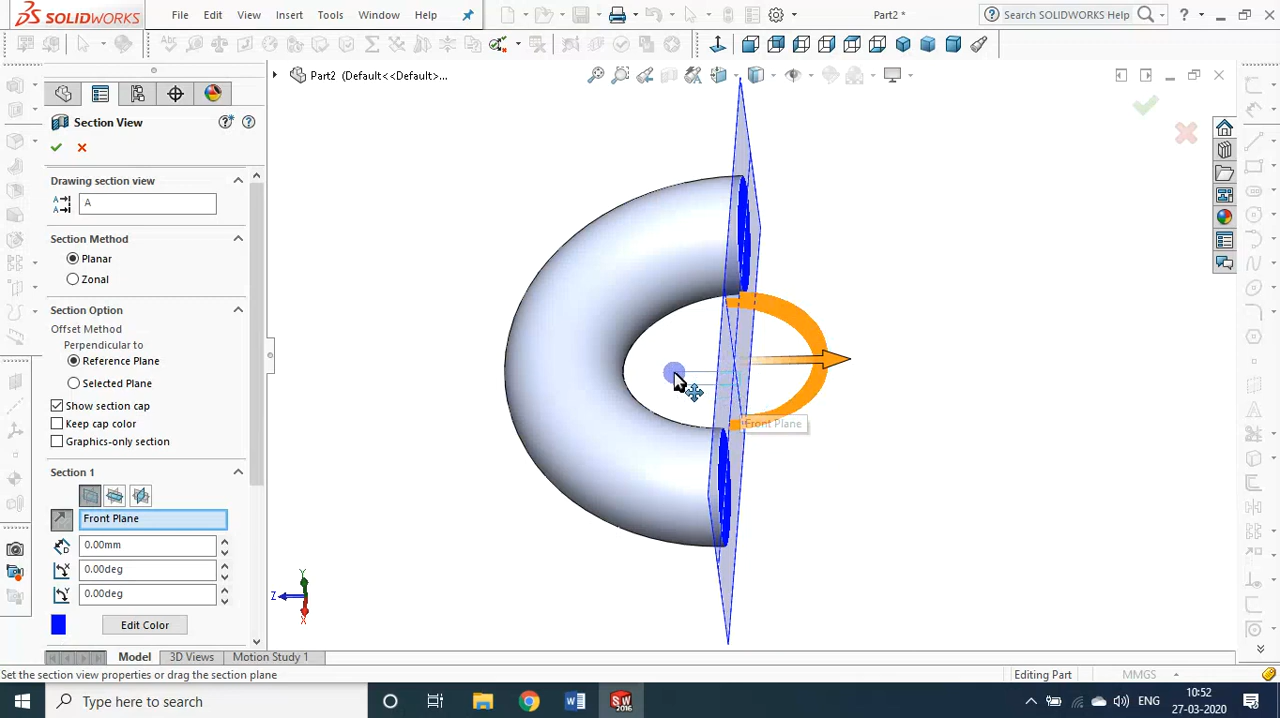 SOLIDWORKS
File Edit View Insert Tools Window Help
Part2 *
Search SOLIDWORKS Help
?
Part2 (Default<<Default>...
Section View
Drawing section view
A
Section Method
Planar
Zonal
Section Option
Offset Method
Perpendicular to
Reference Plane
Selected Plane
Show section cap
Keep cap color
Graphics-only section
Section 1
Front Plane
0.00mm
0.00deg
0.00deg
Edit Color
Front Plane
Y
Z
X
Model 3D Views Motion Study 1
Set the section view properties or drag the section plane
Editing Part
MMGS
Type here to search
SW
2016
ENG
10:52
27-03-2020